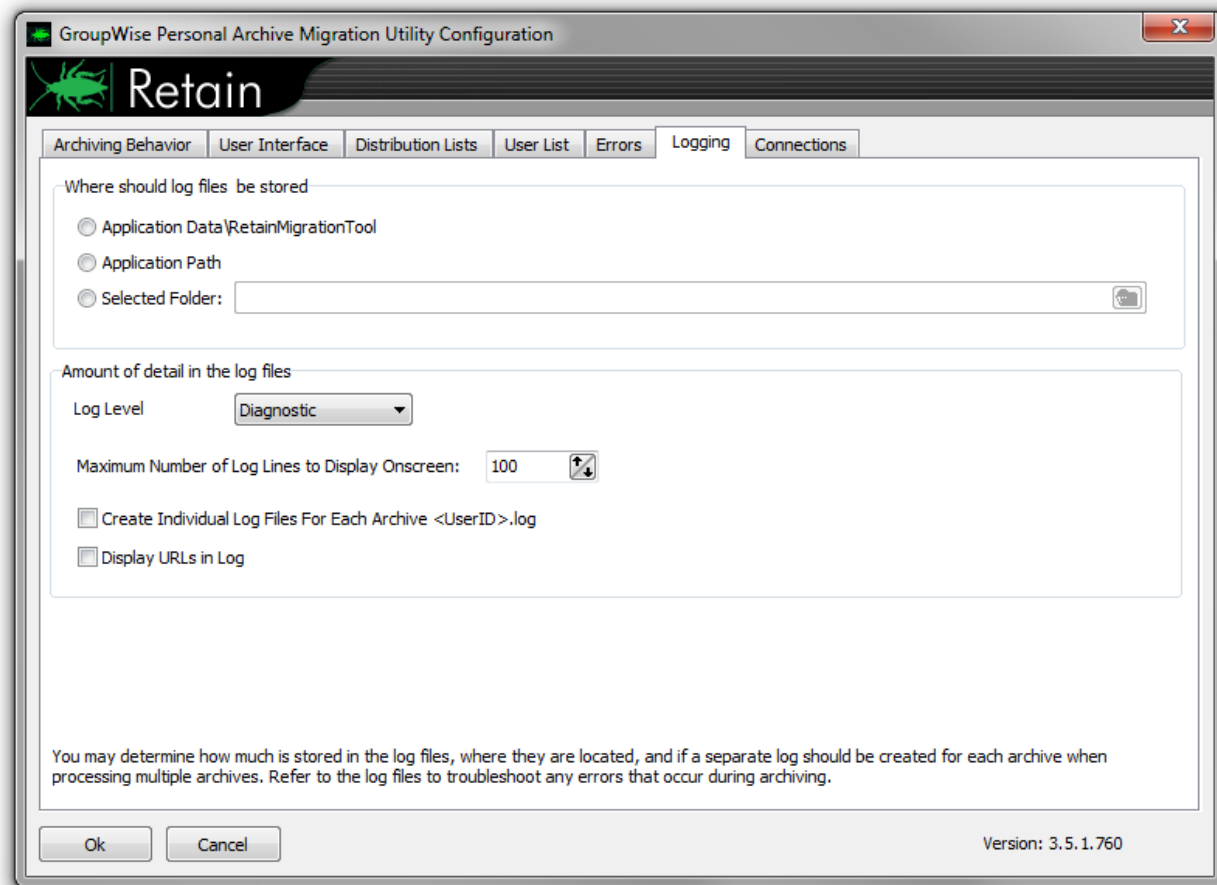 GroupWise Personal Archive Migration Utility Configuration
Retain
Archiving Behavior User Interface Distribution Lists User List Errors Logging Connections
Where should log files be stored
Application Data\RetainMigrationTool
Application Path
Selected Folder:
Amount of detail in the log files
Log Level Diagnostic
Maximum Number of Log Lines to Display Onscreen: 100
Create Individual Log Files For Each Archive <UserID>.log
Display URLs in Log
You may determine how much is stored in the log files, where they are located, and if a separate log should be created for each archive when
processing multiple archives. Refer to the log files to troubleshoot any errors that occur during archiving.
Ok Cancel Version: 3.5.1.760